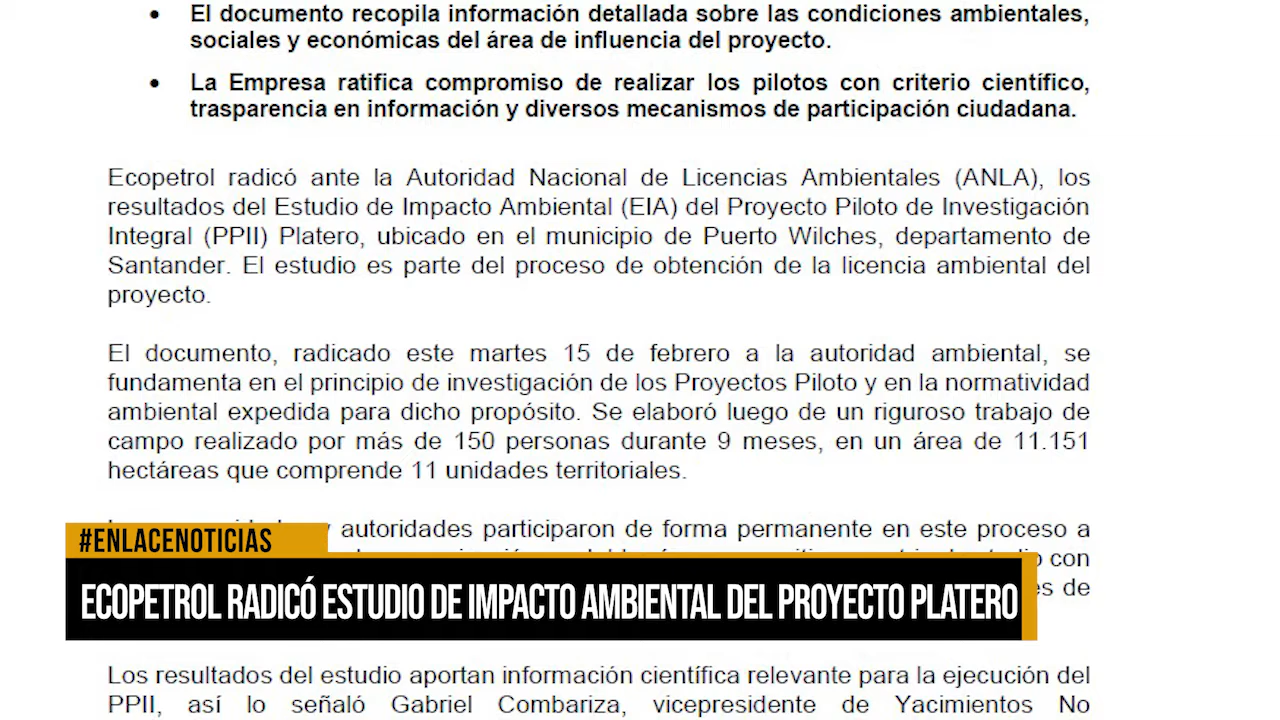 • El documento recopila información detallada sobre las condiciones ambientales,
sociales y económicas del área de influencia del proyecto.
• La Empresa ratifica compromiso de realizar los pilotos con criterio científico,
trasparencia en información y diversos mecanismos de participación ciudadana.
Ecopetrol radicó ante la Autoridad Nacional de Licencias Ambientales (ANLA), los
resultados del Estudio de Impacto Ambiental (EIA) del Proyecto Piloto de Investigación
Integral (PPII) Platero, ubicado en el municipio de Puerto Wilches, departamento de
Santander. El estudio es parte del proceso de obtención de la licencia ambiental del
proyecto.
El documento, radicado este martes 15 de febrero a la autoridad ambiental, se
fundamenta en el principio de investigación de los Proyectos Piloto y en la normatividad
ambiental expedida para dicho propósito. Se elaboró luego de un riguroso trabajo de
campo realizado por más de 150 personas durante 9 meses, en un área de 11.151
hectáreas que comprende 11 unidades territoriales.
y autoridades participaron de forma permanente en este proceso a
con
de
#ENLACENOTICIAS
ECOPETROL RADICÓ ESTUDIO DE IMPACTO AMBIENTAL DEL PROYECTO PLATERO
Los resultados del estudio aportan información científica relevante para la ejecución del
PPII, así lo señaló Gabriel Combariza, vicepresidente de Yacimientos No